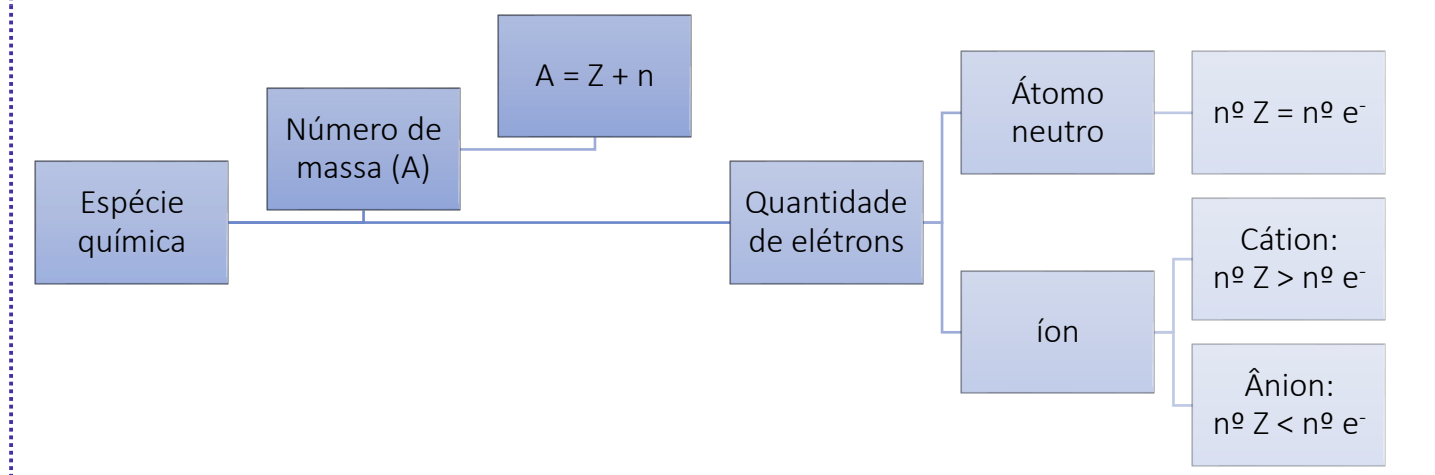 Espécie
química
Número de
massa (A)
A = Z + n
Quantidade
de elétrons
Átomo
neutro
nº Z = nº e⁻
íon
Cátion:
nº Z > nº e⁻
Ânion:
nº Z < nº e⁻